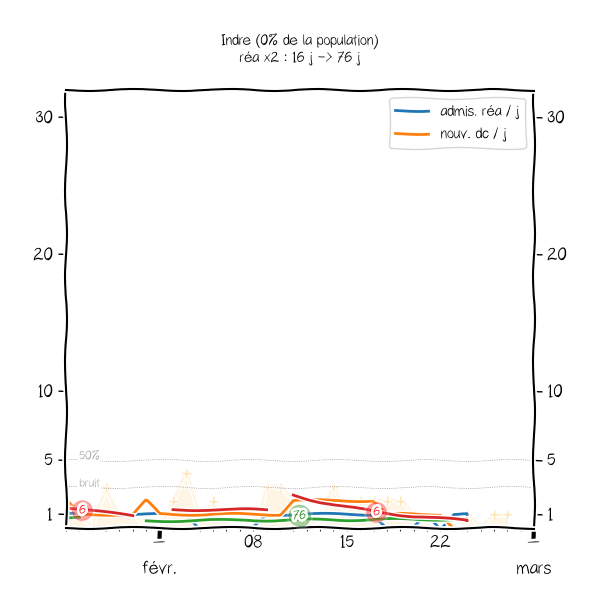 Indre (0% de la population)
réa x2 : 16 j -> 76 j
admis. réa / j
nouv. dc / j
30 30
20 20
10 10
50%
5 5
bruit
6 76 6
1 1
08 15 22
févr. mars